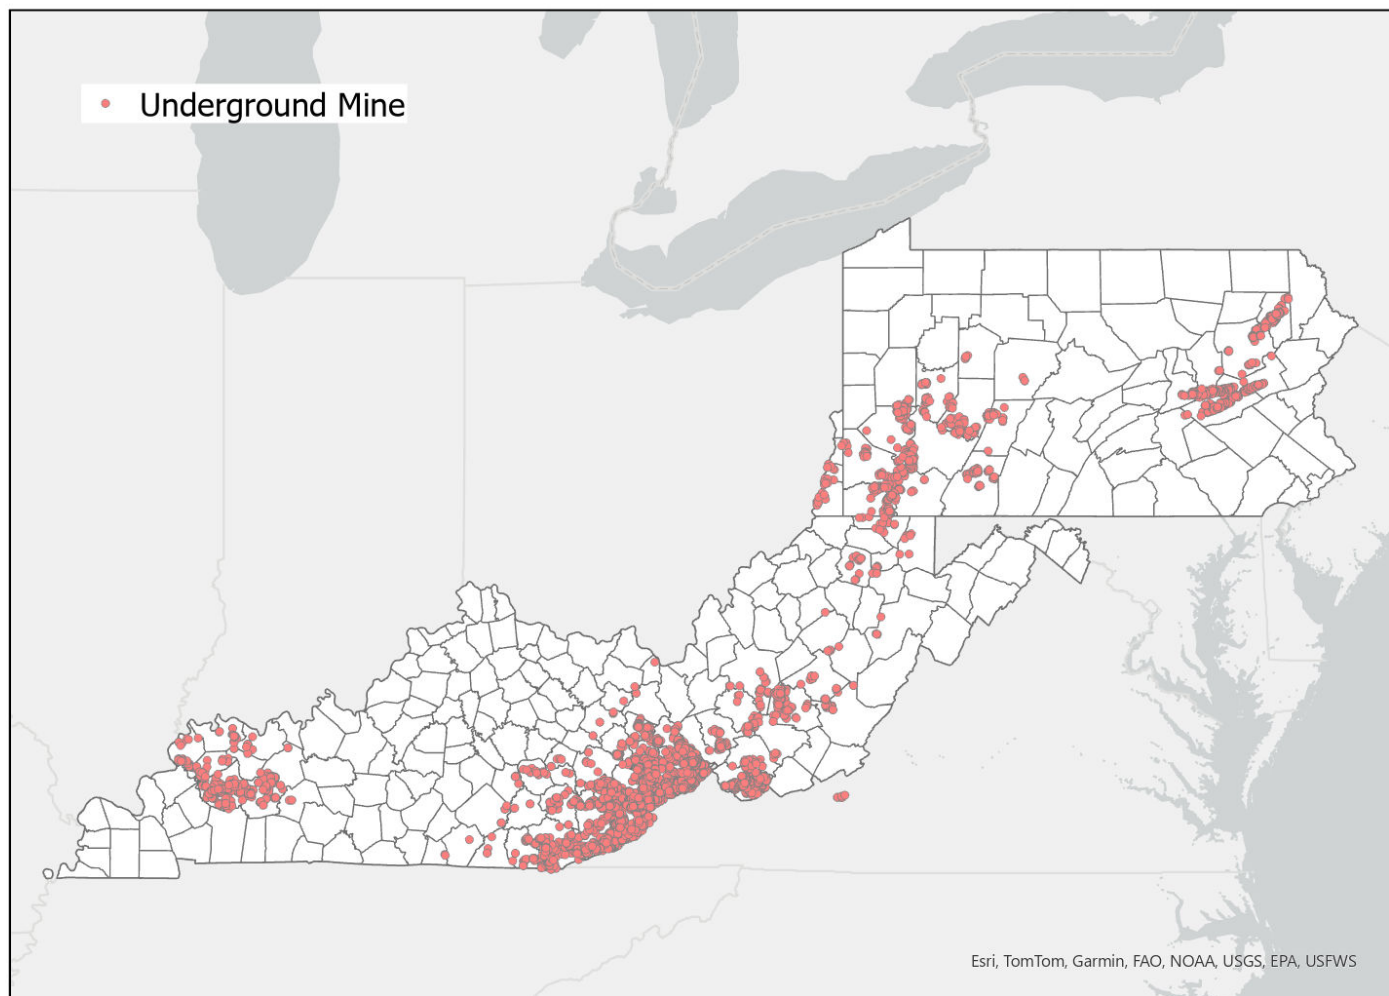 Underground Mine
Esri, TomTom, Garmin, FAO, NOAA, USGS, EPA, USFWS